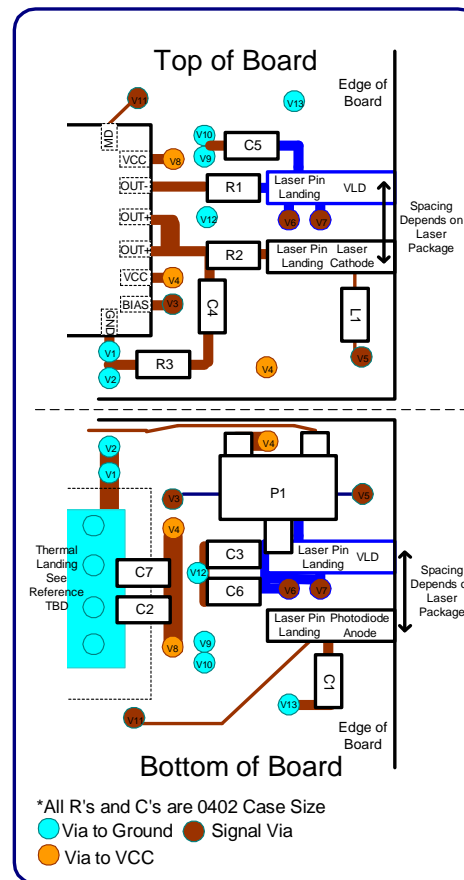 Top of Board
Edge of
Board
V11
V13
MD
V10
V9
C5
VCC
V8
OUT-
R1
Laser Pin
Landing
VLD
V6
V7
Spacing
Depends on
Laser
Package
OUT+
V12
OUT+
R2
Laser Pin
Landing
Laser
Cathode
VCC
V4
BIAS
V3
C4
L1
GND
V1
V2
R3
V4
V5
V2
V1
V4
V3
P1
V5
V4
Thermal
Landing
See
Reference
TBD
C7
C2
V12
C3
C6
Laser Pin
Landing
VLD
V6
V7
Spacing
Depends o
Laser
Package
Laser Pin
Landing
Photodiode
Anode
V8
V9
V10
C1
V13
V11
Edge of
Board
Bottom of Board
*All R's and C's are 0402 Case Size
Via to Ground
Signal Via
Via to VCC